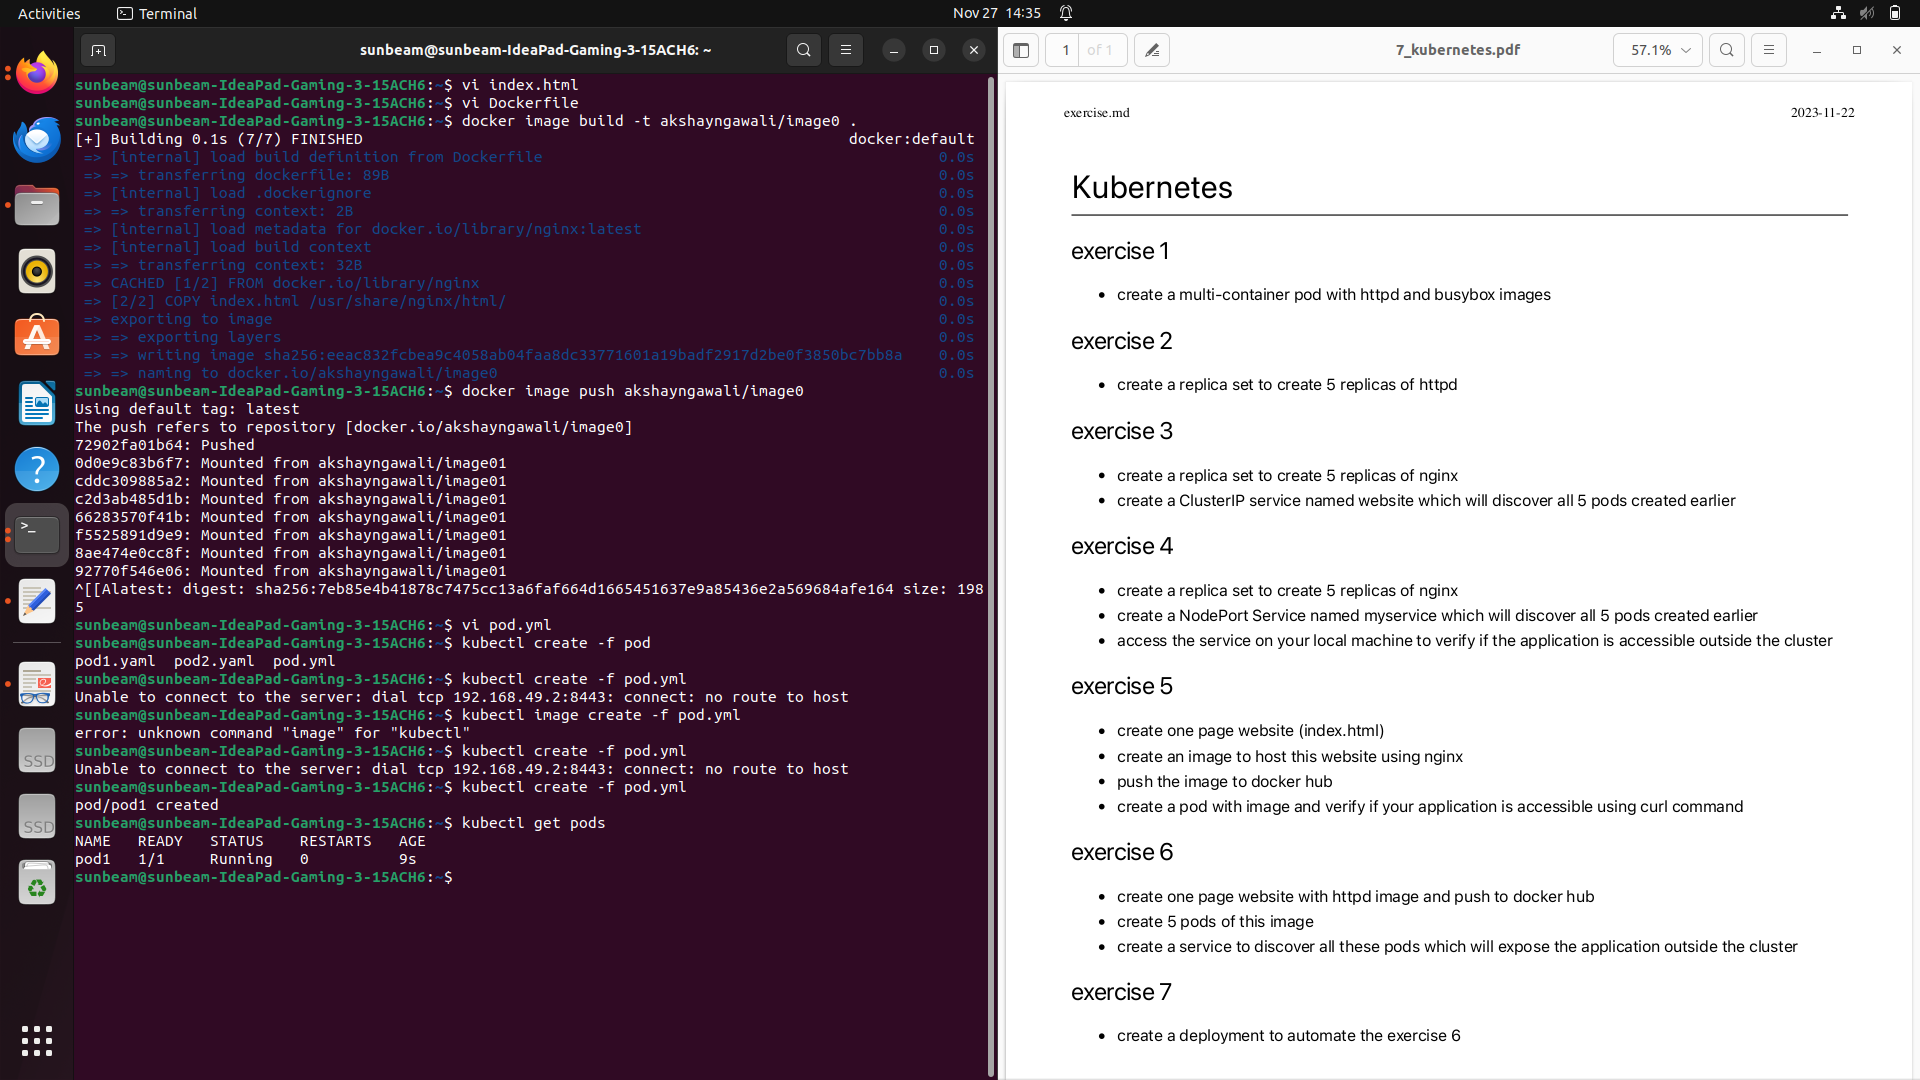 Activities
Terminal
Nov 27 14:35
sunbeam@sunbeam-IdeaPad-Gaming-3-15ACH6: ~
sunbeam@sunbeam-IdeaPad-Gaming-3-15ACH6:~$ vi index.html
sunbeam@sunbeam-IdeaPad-Gaming-3-15ACH6:~$ vi Dockerfile
sunbeam@sunbeam-IdeaPad-Gaming-3-15ACH6:~$ docker image build -t akshayngawali/image0 .
[+] Building 0.1s (7/7) FINISHED docker:default
=> [internal] load build definition from Dockerfile 0.0s
=> => transferring dockerfile: 89B 0.0s
=> [internal] load .dockerignore 0.0s
=> => transferring context: 2B 0.0s
=> [internal] load metadata for docker.io/library/nginx:latest 0.0s
=> [internal] load build context 0.0s
=> => transferring context: 32B 0.0s
=> CACHED [1/2] FROM docker.io/library/nginx 0.0s
=> [2/2] COPY index.html /usr/share/nginx/html/ 0.0s
=> exporting to image 0.0s
=> => exporting layers 0.0s
=> => writing image sha256:eeac832fcbea9c4058ab04faa8dc33771601a19badf2917d2be0f3850bc7bb8a 0.0s
=> => naming to docker.io/akshayngawali/image0 0.0s
sunbeam@sunbeam-IdeaPad-Gaming-3-15ACH6:~$ docker image push akshayngawali/image0
Using default tag: latest
The push refers to repository [docker.io/akshayngawali/image0]
72902fa01b64: Pushed
0d0e9c83b6f7: Mounted from akshayngawali/image01
cddc309885a2: Mounted from akshayngawali/image01
c2d3ab485d1b: Mounted from akshayngawali/image01
66283570f41b: Mounted from akshayngawali/image01
f5525891d9e9: Mounted from akshayngawali/image01
8ae474e0cc8f: Mounted from akshayngawali/image01
92770f546e06: Mounted from akshayngawali/image01
^[[Alatest: digest: sha256:7eb85e4b41878c7475cc13a6faf664d1665451637e9a85436e2a569684afe164 size: 198
5
sunbeam@sunbeam-IdeaPad-Gaming-3-15ACH6:~$ vi pod.yml
sunbeam@sunbeam-IdeaPad-Gaming-3-15ACH6:~$ kubectl create -f pod
pod1.yaml pod2.yaml pod.yml
sunbeam@sunbeam-IdeaPad-Gaming-3-15ACH6:~$ kubectl create -f pod.yml
Unable to connect to the server: dial tcp 192.168.49.2:8443: connect: no route to host
sunbeam@sunbeam-IdeaPad-Gaming-3-15ACH6:~$ kubectl image create -f pod.yml
error: unknown command "image" for "kubectl"
sunbeam@sunbeam-IdeaPad-Gaming-3-15ACH6:~$ kubectl create -f pod.yml
Unable to connect to the server: dial tcp 192.168.49.2:8443: connect: no route to host
sunbeam@sunbeam-IdeaPad-Gaming-3-15ACH6:~$ kubectl create -f pod.yml
pod/pod1 created
sunbeam@sunbeam-IdeaPad-Gaming-3-15ACH6:~$ kubectl get pods
NAME READY STATUS RESTARTS AGE
pod1 1/1 Running 0 9s
sunbeam@sunbeam-IdeaPad-Gaming-3-15ACH6:~$
SSD
SSD
1 of 1
7_kubernetes.pdf
57.1%
exercise.md 2023-11-22
Kubernetes
exercise 1
• create a multi-container pod with httpd and busybox images
exercise 2
• create a replica set to create 5 replicas of httpd
exercise 3
• create a replica set to create 5 replicas of nginx
• create a ClusterIP service named website which will discover all 5 pods created earlier
exercise 4
• create a replica set to create 5 replicas of nginx
• create a NodePort Service named myservice which will discover all 5 pods created earlier
• access the service on your local machine to verify if the application is accessible outside the cluster
exercise 5
• create one page website (index.html)
• create an image to host this website using nginx
• push the image to docker hub
• create a pod with image and verify if your application is accessible using curl command
exercise 6
• create one page website with httpd image and push to docker hub
• create 5 pods of this image
• create a service to discover all these pods which will expose the application outside the cluster
exercise 7
• create a deployment to automate the exercise 6